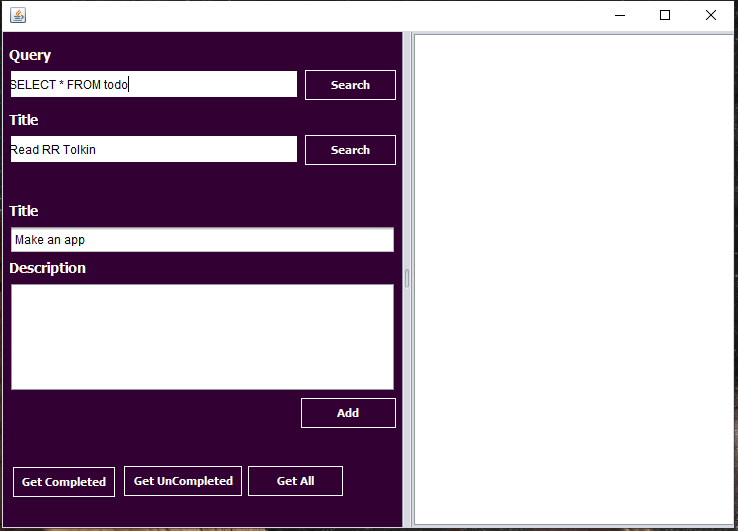 Query
SELECT * FROM todo
Search
Title
Read RR Tolkin
Search
Title
Make an app
Description
Add
Get Completed
Get UnCompleted
Get All